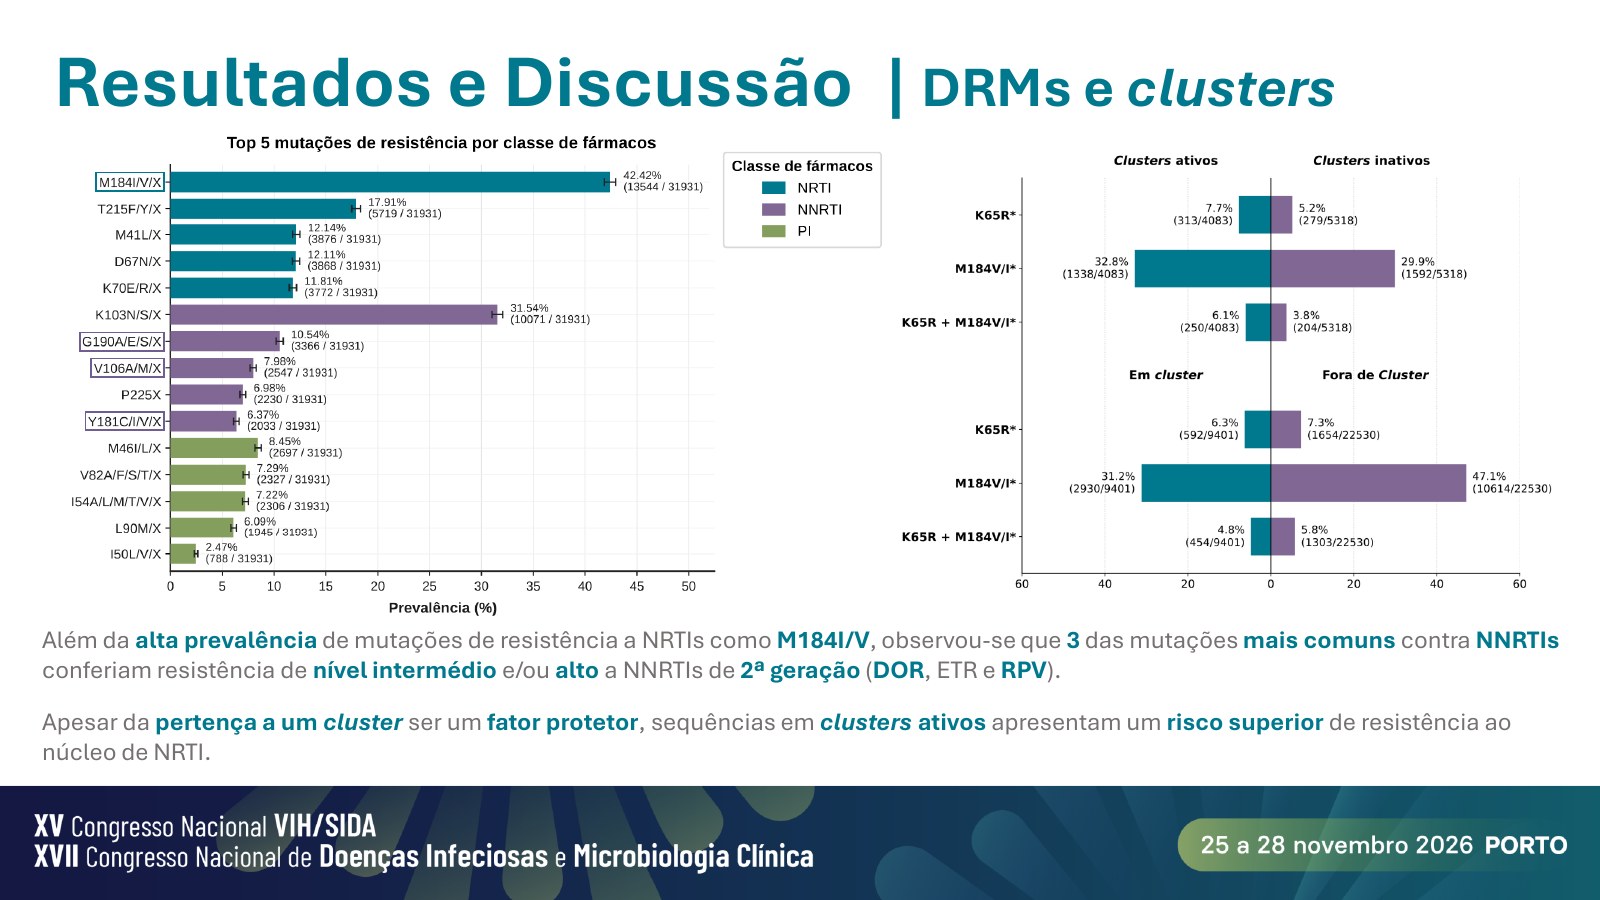 Resultados e Discussão | DRMs e clusters
Top 5 mutações de resistência por classe de fármacos
M184I/V/X
42.42%
(13544 / 31931)
T215F/Y/X
17.91%
(5719 / 31931)
M41L/X
12.14%
(3876 / 31931)
D67N/X
12.11%
(3868 / 31931)
K70E/R/X
11.81%
(3772 / 31931)
K103N/S/X
31.54%
(10071 / 31931)
G190A/E/S/X
10.54%
(3366 / 31931)
V106A/M/X
7.98%
(2547 / 31931)
P225X
6.98%
(2230 / 31931)
Y181C/I/V/X
6.37%
(2033 / 31931)
M46I/L/X
8.45%
(2697 / 31931)
V82A/F/S/T/X
7.29%
(2327 / 31931)
I54A/L/M/T/V/X
7.22%
(2306 / 31931)
L90M/X
6.09%
(1945 / 31931)
I50L/V/X
2.47%
(788 / 31931)
0 5 10 15 20 25 30 35 40 45 50
Prevalência (%)
Classe de fármacos
NRTI
NNRTI
PI
Clusters ativos Clusters inativos
K65R*
7.7%
(313/4083)
5.2%
(279/5318)
M184V/I*
32.8%
(1338/4083)
29.9%
(1592/5318)
K65R + M184V/I*
6.1%
(250/4083)
3.8%
(204/5318)
Em cluster Fora de Cluster
K65R*
6.3%
(592/9401)
7.3%
(1654/22530)
M184V/I*
31.2%
(2930/9401)
47.1%
(10614/22530)
K65R + M184V/I*
4.8%
(454/9401)
5.8%
(1303/22530)
60 40 20 0 20 40 60
Além da alta prevalência de mutações de resistência a NRTIs como M184I/V, observou-se que 3 das mutações mais comuns contra NNRTIs
conferiam resistência de nível intermédio e/ou alto a NNRTIs de 2ª geração (DOR, ETR e RPV).
Apesar da pertença a um cluster ser um fator protetor, sequências em clusters ativos apresentam um risco superior de resistência ao
núcleo de NRTI.
XV Congresso Nacional VIH/SIDA
XVII Congresso Nacional de Doenças Infeciosas e Microbiologia Clínica
25 a 28 novembro 2026 PORTO